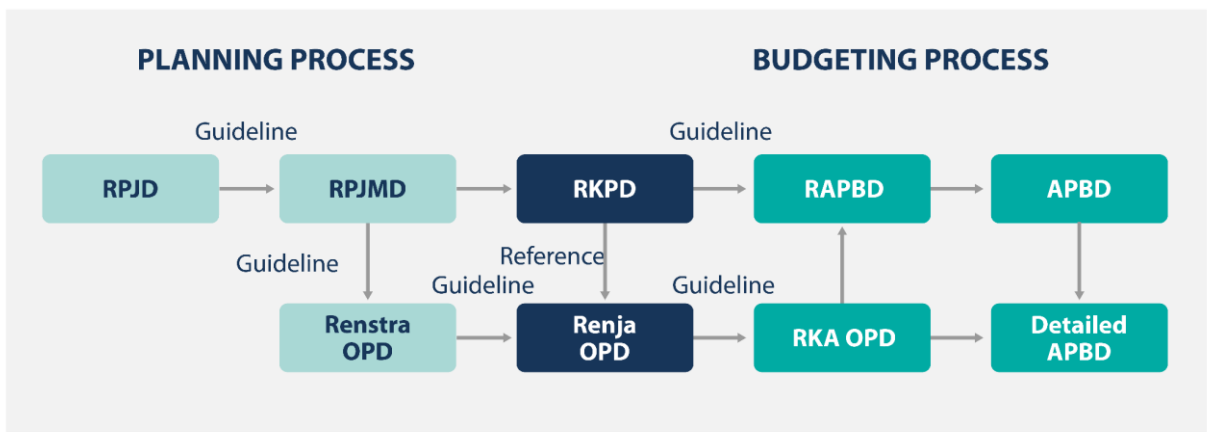 PLANNING PROCESS
BUDGETING PROCESS
Guideline
Guideline
RPJD
RPJMD
RKPD
RAPBD
APBD
Guideline
Reference
Guideline
Guideline
Renstra
OPD
Renja
OPD
RKA OPD
Detailed
APBD